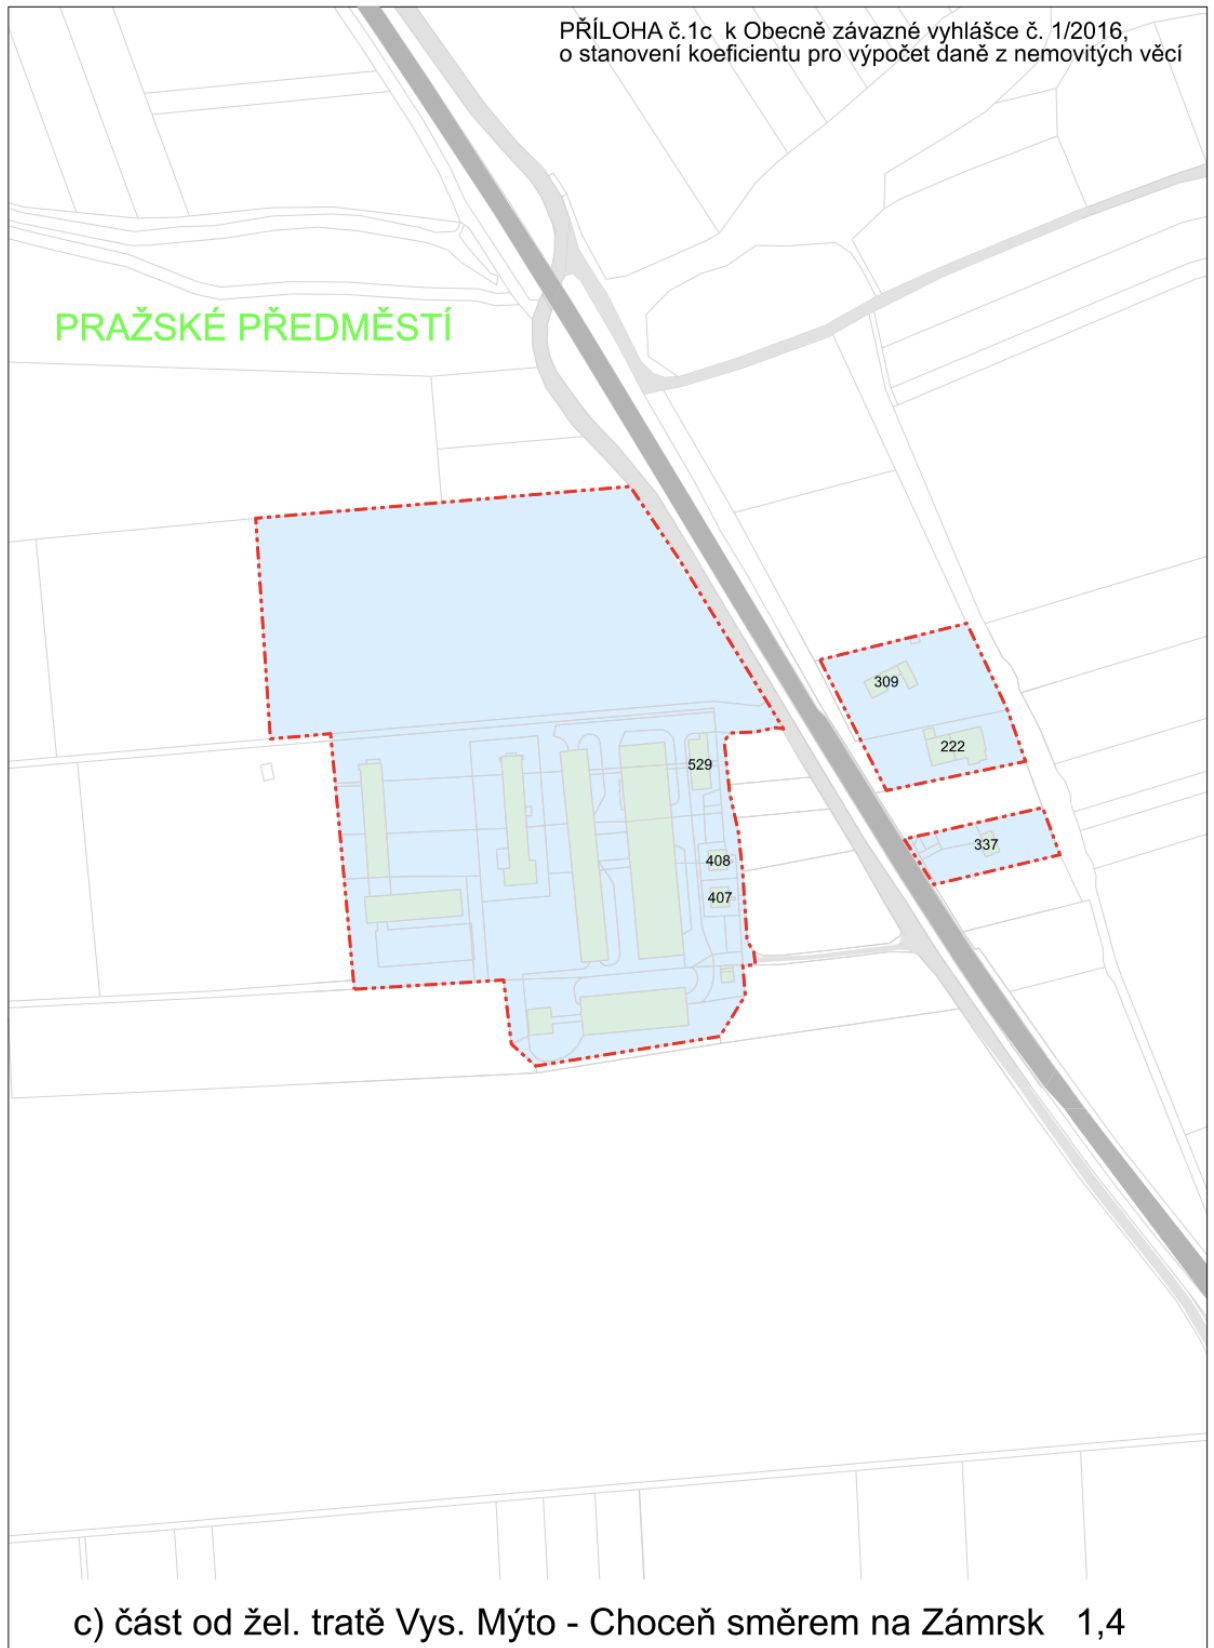 PŘÍLOHA č.1c k Obecně závazné vyhlášce č. 1/2016,
o stanovení koeficientu pro výpočet daně z nemovitých věcí
PRAŽSKÉ PŘEDMĚSTÍ
309
222
529
337
408
407
c) část od žel. tratě Vys. Mýto - Choceň směrem na Zámrsk 1,4